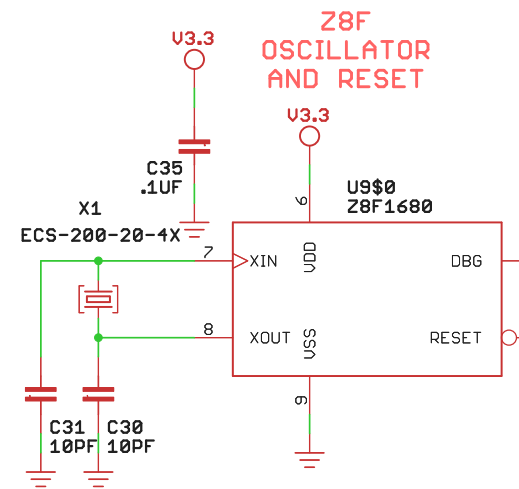 Z8F
OSCILLATOR
AND RESET
V3.3
V3.3
C35
.1UF
6
U9$0
Z8F1680
X1
ECS-200-20-4X
7
XIN
VDD
DBG
8
XOUT
VSS
RESET
9
C31
10PF
C30
10PF